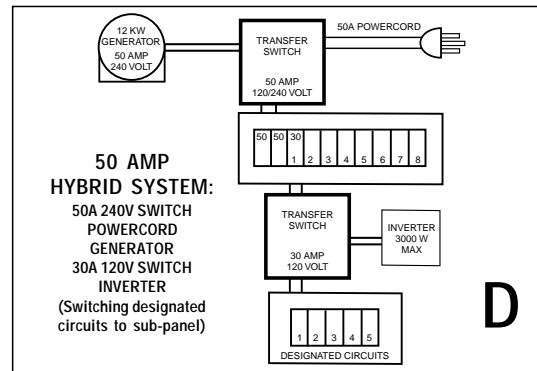 12 KW
GENERATOR
50 AMP
240 VOLT
TRANSFER
SWITCH
50 AMP
120/240 VOLT
50A POWERCORD
50 50 30
1 2 3 4 5 6 7 8
50 AMP
HYBRID SYSTEM:
50A 240V SWITCH
POWERCORD
GENERATOR
30A 120V SWITCH
INVERTER
(Switching designated
circuits to sub-panel)
TRANSFER
SWITCH
30 AMP
120 VOLT
INVERTER
3000 W
MAX
1 2 3 4 5
DESIGNATED CIRCUITS
D